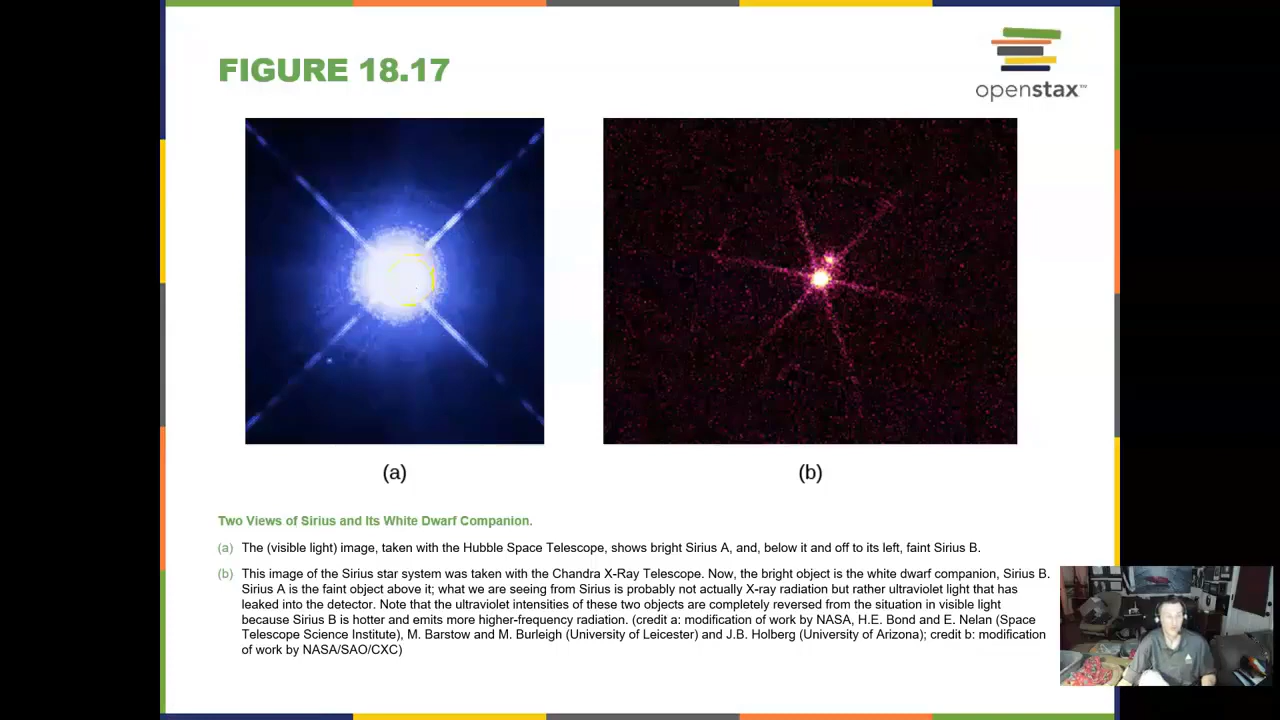 FIGURE 18.17
openstax™
(a)
(b)
Two Views of Sirius and Its White Dwarf Companion.
(a) The (visible light) image, taken with the Hubble Space Telescope, shows bright Sirius A, and, below it and off to its left, faint Sirius B.
(b) This image of the Sirius star system was taken with the Chandra X-Ray Telescope. Now, the bright object is the white dwarf companion, Sirius B.
Sirius A is the faint object above it; what we are seeing from Sirius is probably not actually X-ray radiation but rather ultraviolet light that has
leaked into the detector. Note that the ultraviolet intensities of these two objects are completely reversed from the situation in visible light
because Sirius B is hotter and emits more higher-frequency radiation. (credit a: modification of work by NASA, H.E. Bond and E. Nelan (Space
Telescope Science Institute), M. Barstow and M. Burleigh (University of Leicester) and J.B. Holberg (University of Arizona); credit b: modification
of work by NASA/SAO/CXC)